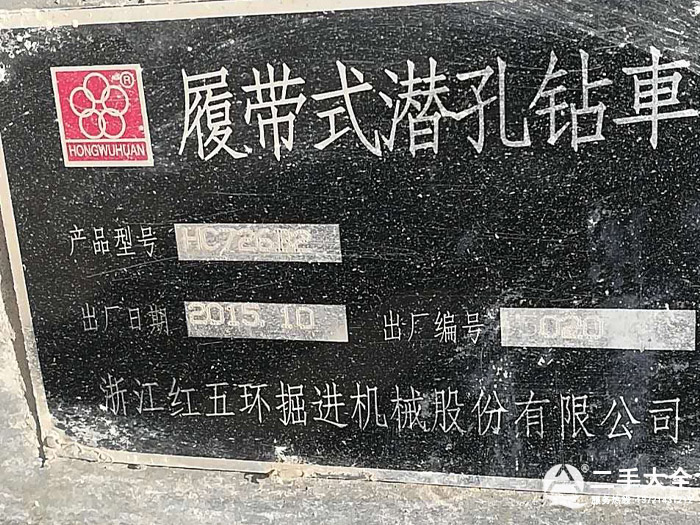 履带式潜孔钻車
®
HONGWUHUAN
产品型号 HC726M2
出厂日期 2015.10 出厂编号 5020
浙江红五环掘进机械股份有限公司
二手大全